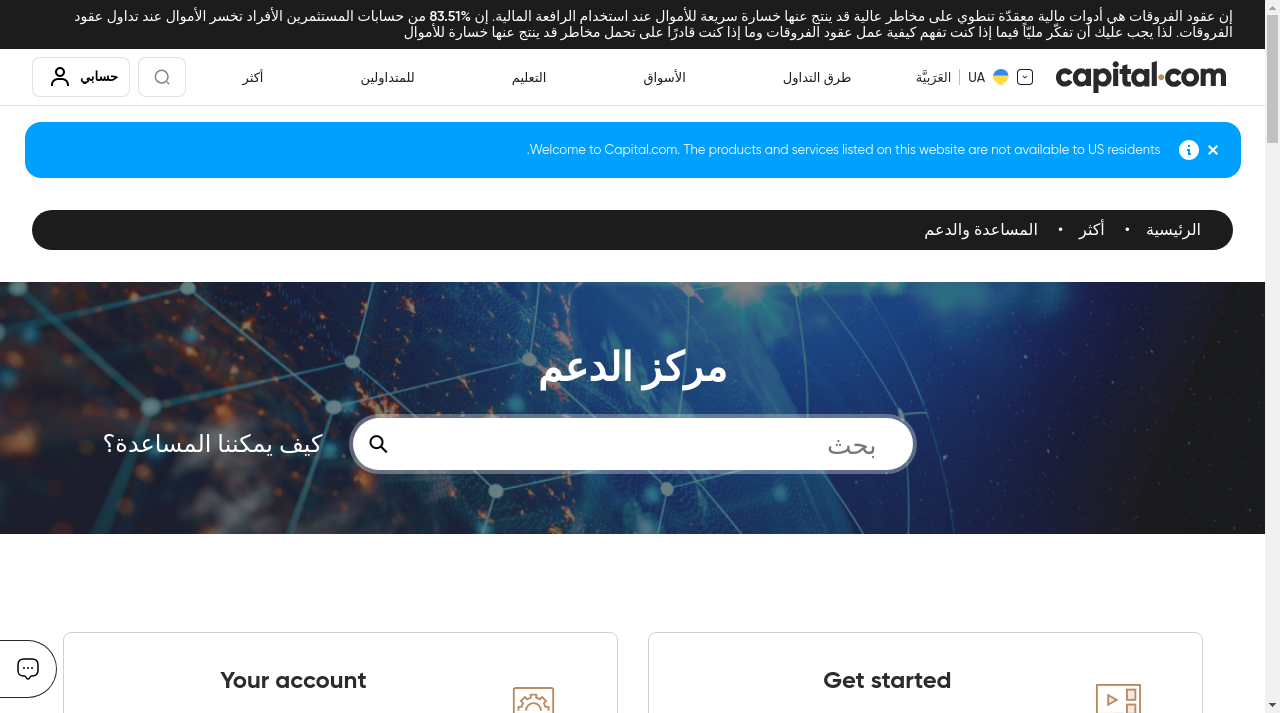 إن عقود الفروقات هي أدوات مالية معقدّة تنطوي على مخاطر عالية قد ينتج عنها خسارة سريعة للأموال عند استخدام الرافعة المالية. إن 83.51% من حسابات المستثمرين الأفراد تخسر الأموال عند تداول عقود
الفروقات. لذا يجب عليك أن تفكّر مليّاً فيما إذا كنت تفهم كيفية عمل عقود الفروقات وما إذا كنت قادرًا على تحمل مخاطر قد ينتج عنها خسارة للأموال
capital.com
UA
العَرَبيَّة
طرق التداول
الأسواق
التعليم
للمتداولين
أكثر
حسابي
Welcome to Capital.com. The products and services listed on this website are not available to US residents.
الرئيسية • أكثر • المساعدة والدعم
مركز الدعم
بحث
كيف يمكننا المساعدة؟
Get started
Your account